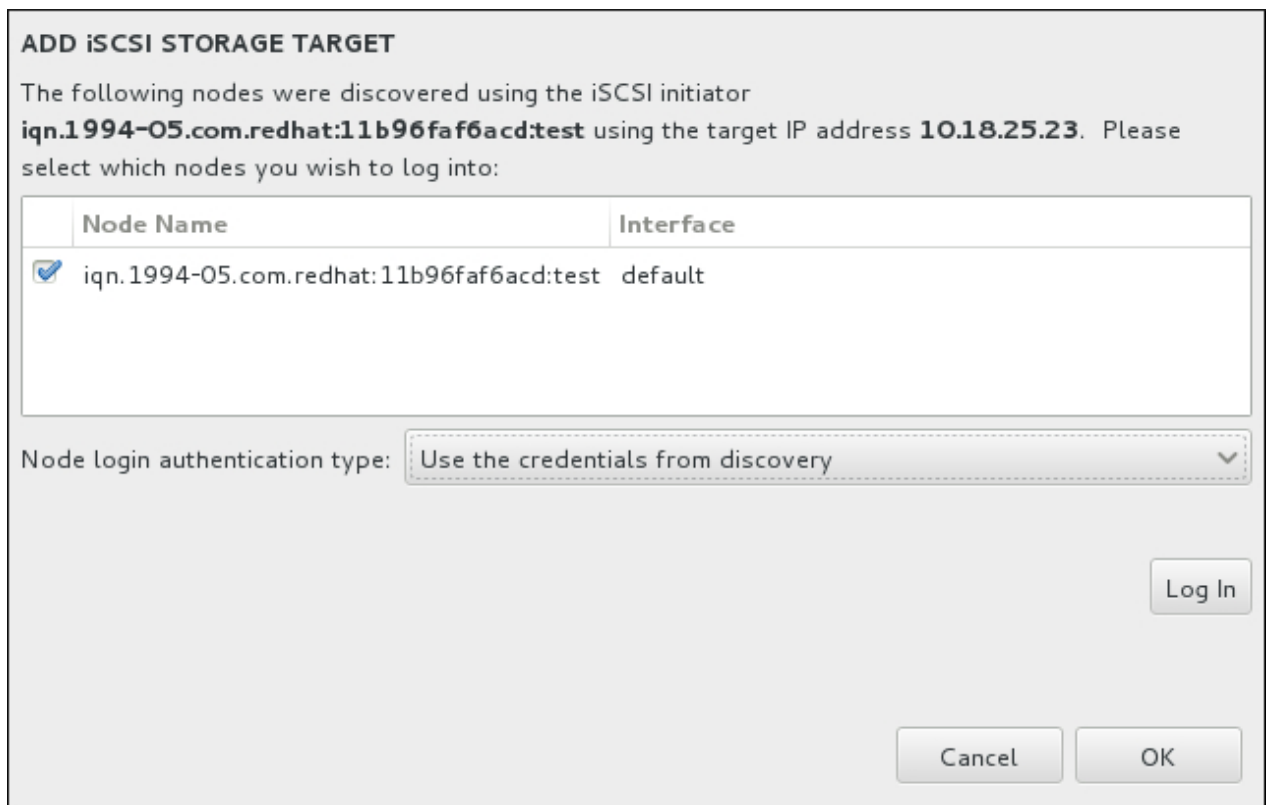 ADD iSCSI STORAGE TARGET
The following nodes were discovered using the iSCSI initiator
iqn.1994-05.com.redhat:11b96faf6acd:test using the target IP address 10.18.25.23. Please
select which nodes you wish to log into:
Node Name Interface
iqn.1994-05.com.redhat:11b96faf6acd:test default
Node login authentication type: Use the credentials from discovery
Log In
Cancel OK